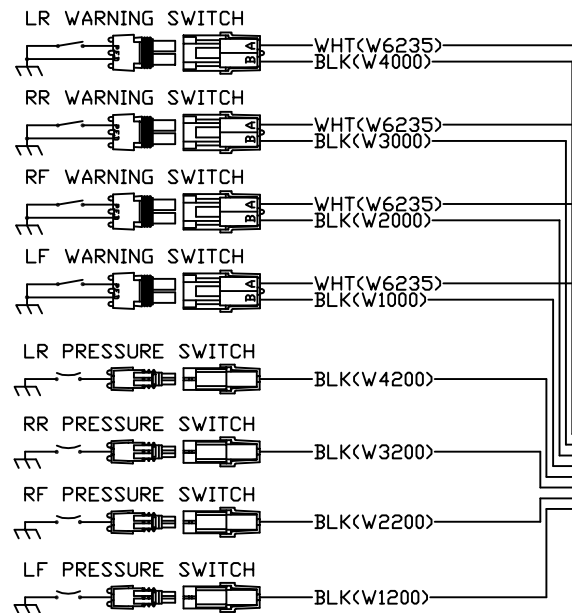 LR WARNING SWITCH
A WHT(W6235)
B BLK(W4000)
RR WARNING SWITCH
A WHT(W6235)
B BLK(W3000)
RF WARNING SWITCH
A WHT(W6235)
B BLK(W2000)
LF WARNING SWITCH
A WHT(W6235)
B BLK(W1000)
LR PRESSURE SWITCH
BLK(W4200)
RR PRESSURE SWITCH
BLK(W3200)
RF PRESSURE SWITCH
BLK(W2200)
LF PRESSURE SWITCH
BLK(W1200)